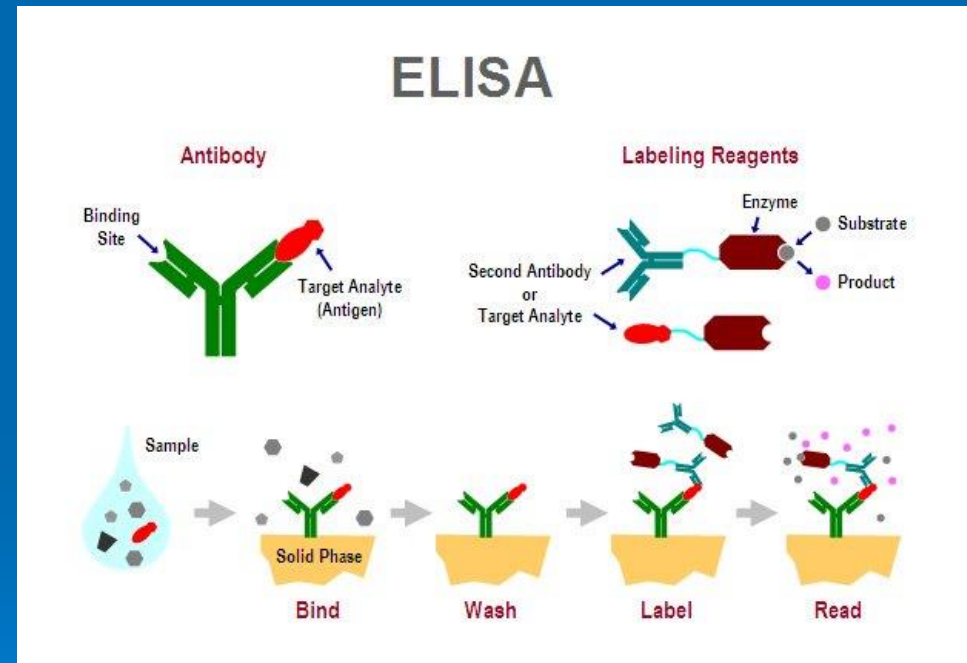 ELISA
Antibody
Labeling Reagents
Binding
Site
Target Analyte
(Antigen)
Enzyme
Substrate
Product
Second Antibody
or
Target Analyte
Sample
Solid Phase
Bind
Wash
Label
Read